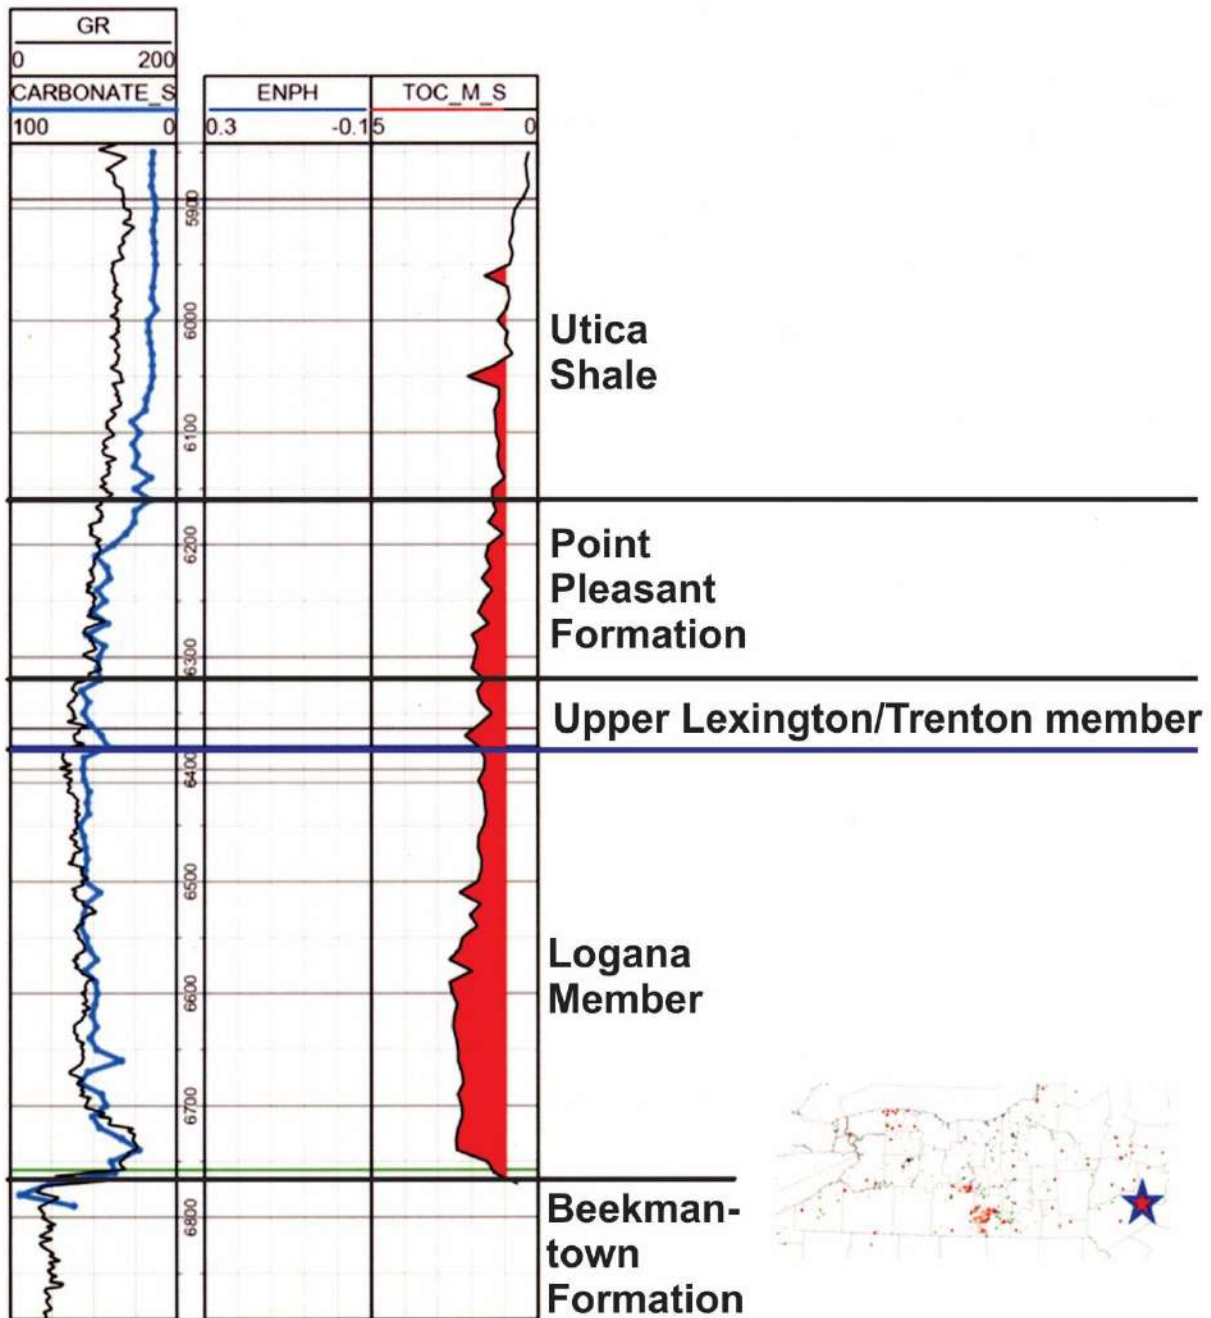 GR
0 200
CARBONATE_S
100 0
ENPH
0.3 -0.15
TOC_M_S
5 0
5900
6000
6100
6200
6300
6400
6500
6600
6700
6800
Utica
Shale
Point
Pleasant
Formation
Upper Lexington/Trenton member
Logana
Member
Beekman-
town
Formation